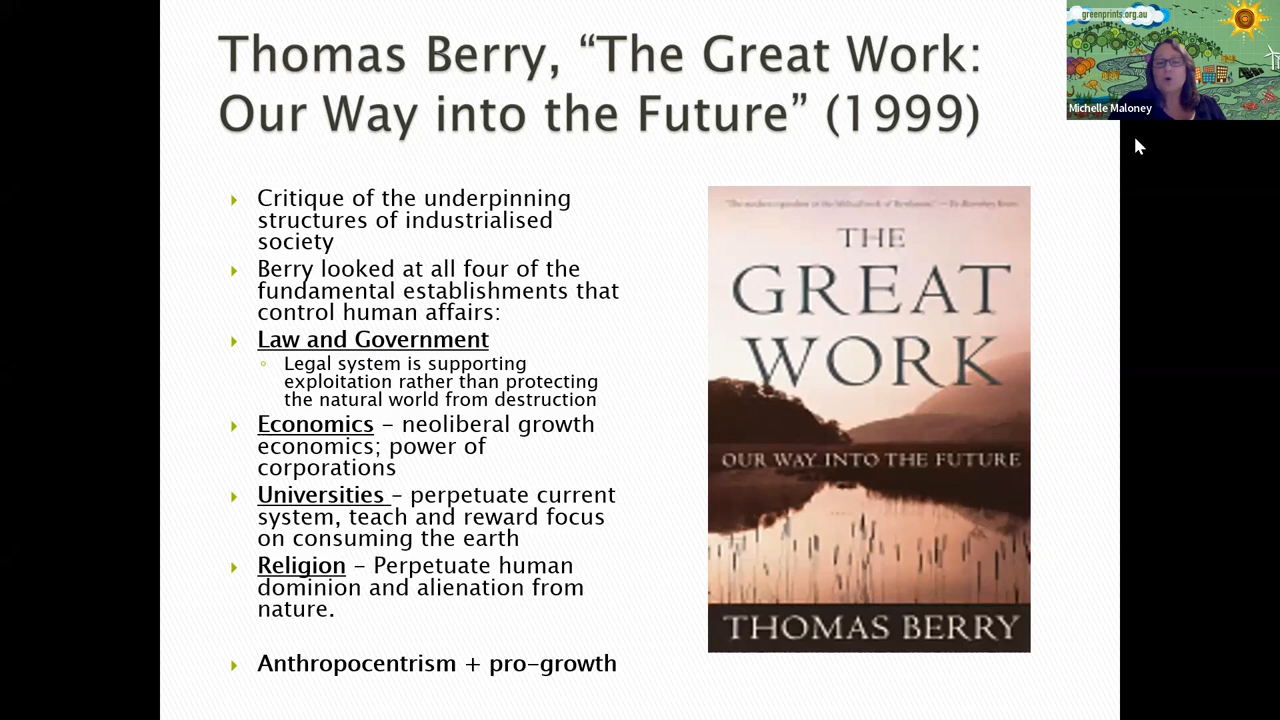 Thomas Berry, “The Great Work:
Our Way into the Future” (1999)
greenprints.org.au
Michelle Maloney
Critique of the underpinning
structures of industrialised
society
Berry looked at all four of the
fundamental establishments that
control human affairs:
Law and Government
Legal system is supporting
exploitation rather than protecting
the natural world from destruction
Economics – neoliberal growth
economics; power of
corporations
Universities – perpetuate current
system, teach and reward focus
on consuming the earth
Religion – Perpetuate human
dominion and alienation from
nature.
Anthropocentrism + pro-growth
THE
GREAT
WORK
OUR WAY INTO THE FUTURE
THOMAS BERRY